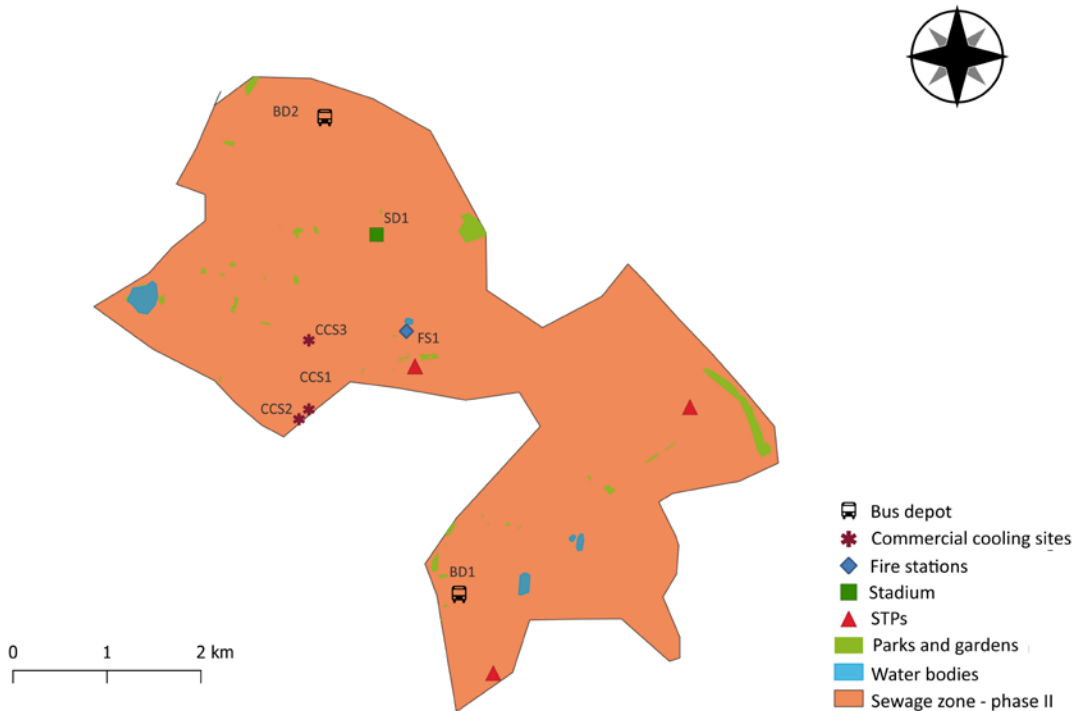 BD2
SD1
CCS3
FS1
CCS1
CCS2
BD1
Bus depot
Commercial cooling sites
Fire stations
Stadium
STPs
Parks and gardens
Water bodies
Sewage zone - phase II
0 1 2 km